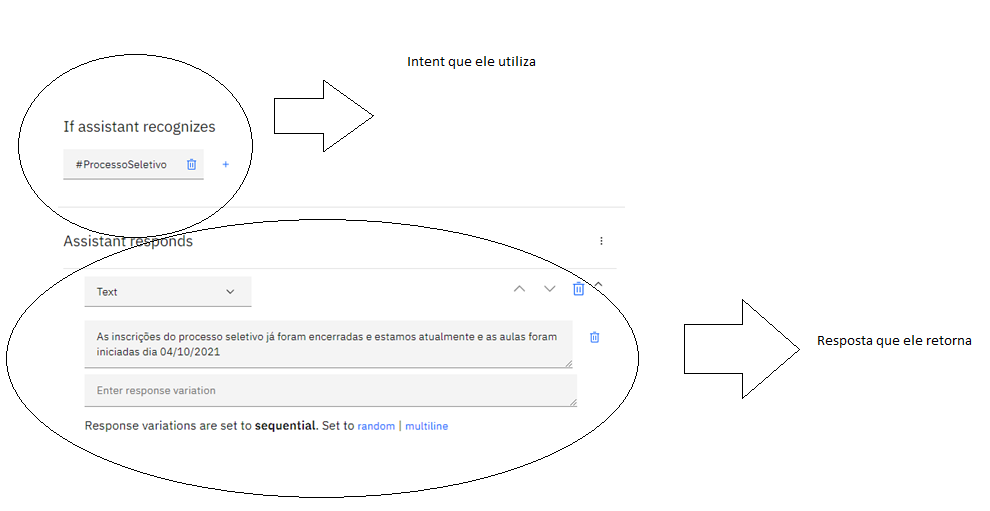 Intent que ele utiliza
If assistant recognizes
#ProcessoSeletivo
+
Assistant responds
Text
As inscrições do processo seletivo já foram encerradas e estamos atualmente e as aulas foram
iniciadas dia 04/10/2021
Resposta que ele retorna
Enter response variation
Response variations are set to sequential. Set to random | multiline